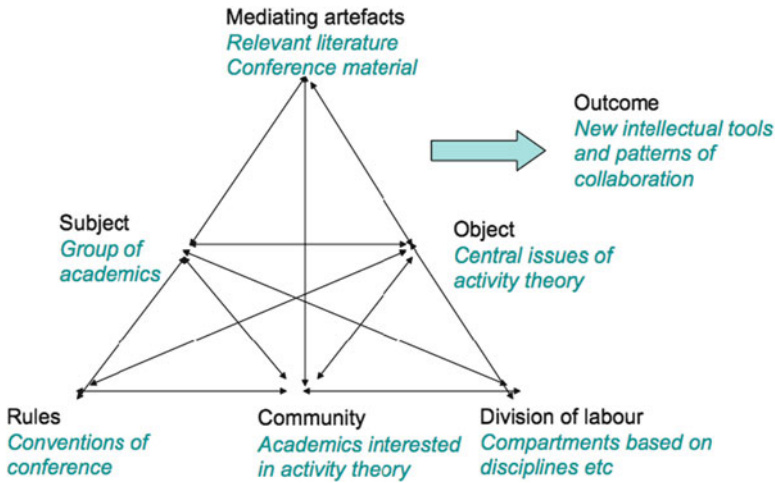 Mediating artefacts
Relevant literature
Conference material
Outcome
New intellectual tools
and patterns of
collaboration
Subject
Group of
academics
Object
Central issues of
activity theory
Rules
Conventions of
conference
Community
Academics interested
in activity theory
Division of labour
Compartments based on
disciplines etc